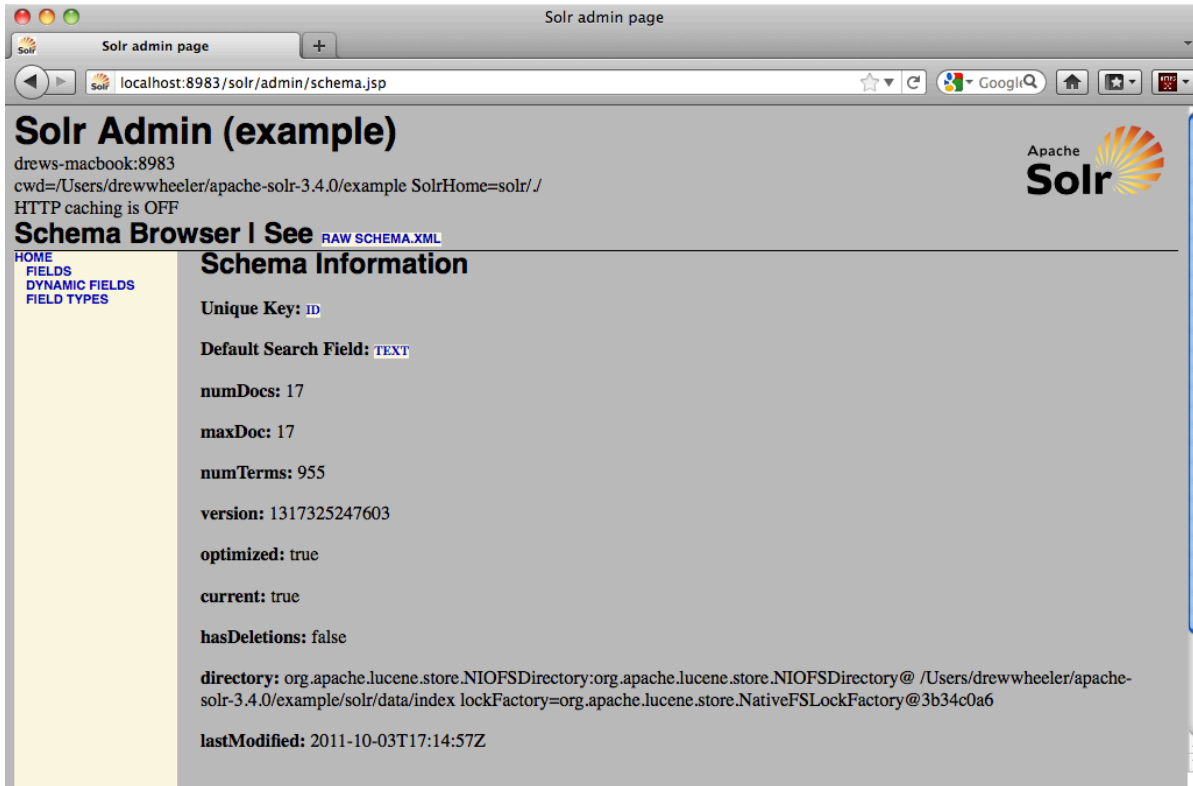 Solr admin page
Solr
Solr admin page
+
Solr
localhost:8983/solr/admin/schema.jsp
Google
Solr Admin (example)
drews-macbook:8983
cwd=/Users/drewwheeler/apache-solr-3.4.0/example SolrHome=solr/./
HTTP caching is OFF
Apache
Solr
Schema Browser | See RAW SCHEMA.XML
HOME
FIELDS
DYNAMIC FIELDS
FIELD TYPES
Schema Information
Unique Key: ID
Default Search Field: TEXT
numDocs: 17
maxDoc: 17
numTerms: 955
version: 1317325247603
optimized: true
current: true
hasDeletions: false
directory: org.apache.lucene.store.NIOFSDirectory:org.apache.lucene.store.NIOFSDirectory@ /Users/drewwheeler/apache-
solr-3.4.0/example/solr/data/index lockFactory=org.apache.lucene.store.NativeFSLockFactory@3b34c0a6
lastModified: 2011-10-03T17:14:57Z